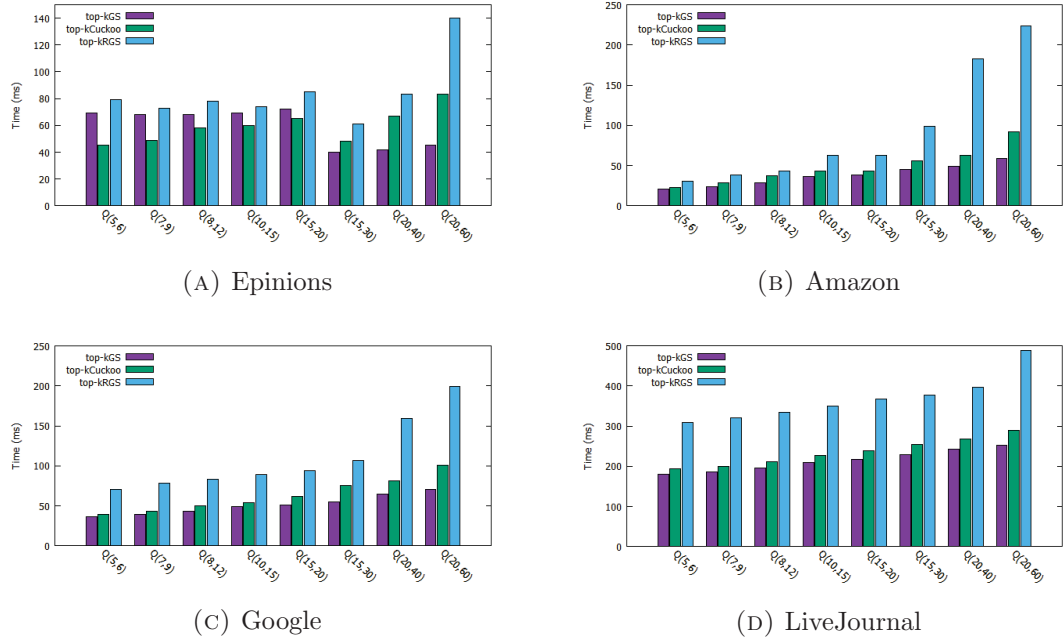 top-kGS
top-kCuckoo
top-kRGS
Time (ms)
140
120
100
80
60
40
20
0
Q(5,6)
Q(7,9)
Q(8,12)
Q(10,15)
Q(15,20)
Q(15,30)
Q(20,40)
Q(20,60)
(A) Epinions
top-kGS
top-kCuckoo
top-kRGS
Time (ms)
250
200
150
100
50
0
Q(5,6)
Q(7,9)
Q(8,12)
Q(10,15)
Q(15,20)
Q(15,30)
Q(20,40)
Q(20,60)
(B) Amazon
top-kGS
top-kCuckoo
top-kRGS
Time (ms)
250
200
150
100
50
0
Q(5,6)
Q(7,9)
Q(8,12)
Q(10,15)
Q(15,20)
Q(15,30)
Q(20,40)
Q(20,60)
(C) Google
top-kGS
top-kCuckoo
top-kRGS
Time (ms)
500
400
300
200
100
0
Q(5,6)
Q(7,9)
Q(8,12)
Q(10,15)
Q(15,20)
Q(15,30)
Q(20,40)
Q(20,60)
(D) LiveJournal